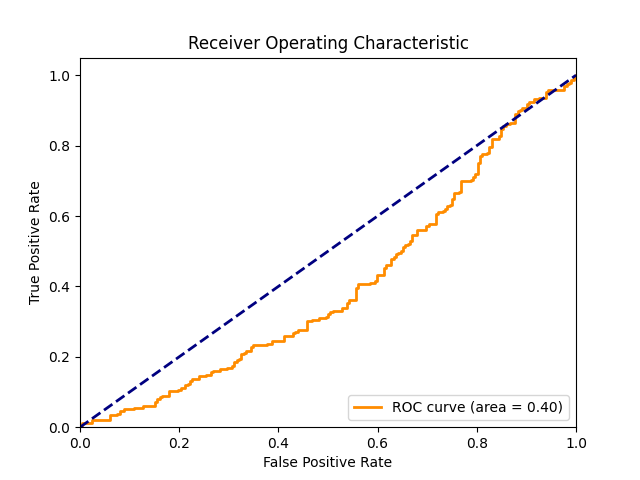 Receiver Operating Characteristic
True Positive Rate
1.0
0.8
0.6
0.4
0.2
0.0
ROC curve (area = 0.40)
0.0 0.2 0.4 0.6 0.8 1.0
False Positive Rate